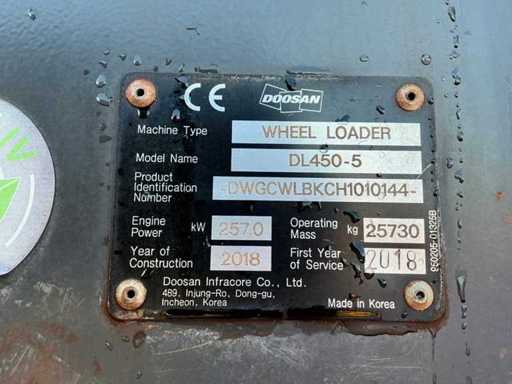 CE DOOSAN
Machine Type WHEEL LOADER
Model Name DL450-5
Product Identification Number -DWGCWLBKCH1010144-
Engine Power kW 257.0 Operating Mass kg 25730
Year of Construction 2018 First Year of Service 2018
Doosan Infracore Co., Ltd.
489, Injung-Ro, Dong-gu,
Incheon, Korea Made in Korea
950205-01325B